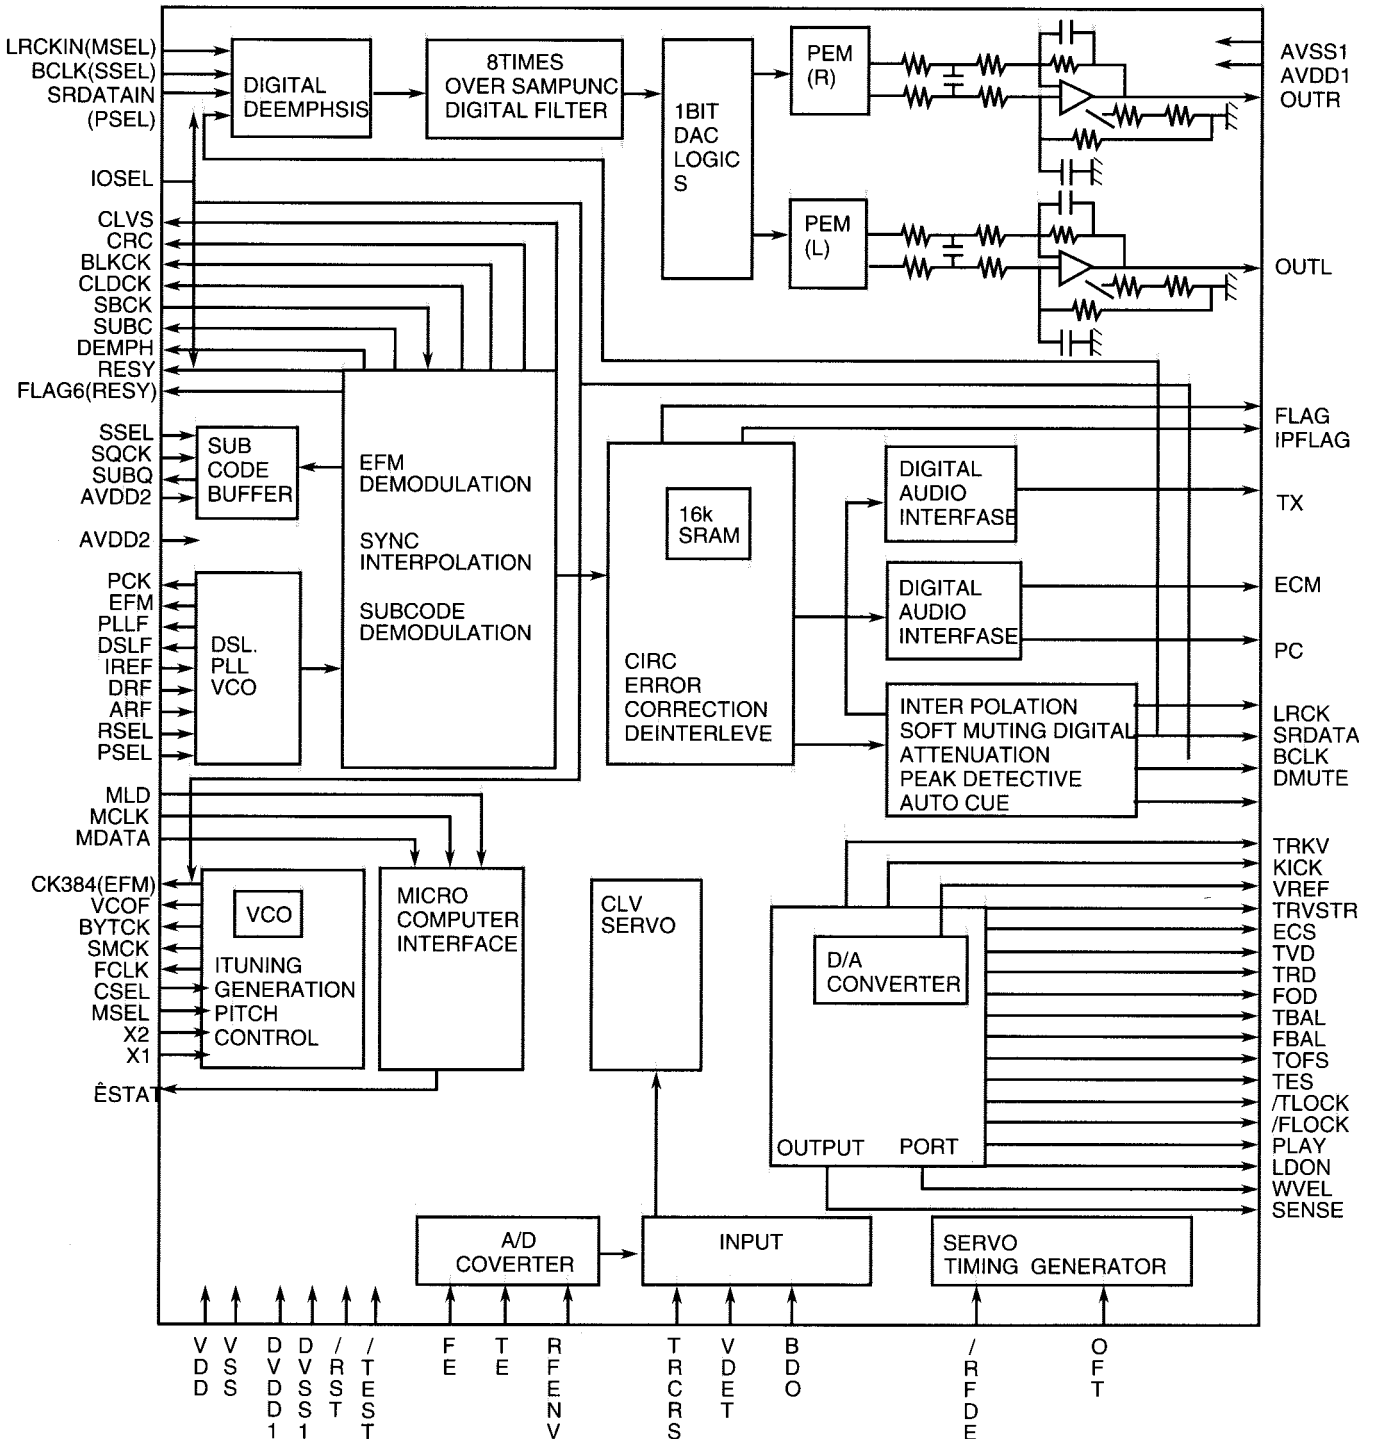 LRCKIN(MSEL)
BCLK(SSEL)
SRDATAIN
(PSEL)
IOSEL
CLVS
CRC
BLKCK
CLDCK
SBCK
SUBC
DEMPH
RESY
FLAG6(RESY)
SSEL
SQCK
SUBQ
AVDD2
AVDD2
PCK
EFM
PLLF
DSLF
IREF
DRF
ARF
RSEL
PSEL
MLD
MCLK
MDATA
CK384(EFM)
VCOF
BYTCK
SMCK
FCLK
CSEL
MSEL
X2
X1
ÊSTAT
DIGITAL
DEEMPHSIS
8TIMES
OVER SAMPUNC
DIGITAL FILTER
1BIT
DAC
LOGIC
S
PEM
(R)
PEM
(L)
SUB
CODE
BUFFER
EFM
DEMODULATION
SYNC
INTERPOLATION
SUBCODE
DEMODULATION
DSL.
PLL
VCO
16k
SRAM
CIRC
ERROR
CORRECTION
DEINTERLEVE
DIGITAL
AUDIO
INTERFASE
DIGITAL
AUDIO
INTERFASE
INTER POLATION
SOFT MUTING DIGITAL
ATTENUATION
PEAK DETECTIVE
AUTO CUE
VCO
ITUNING
GENERATION
PITCH
CONTROL
MICRO
COMPUTER
INTERFACE
CLV
SERVO
D/A
CONVERTER
OUTPUT PORT
A/D
COVERTER
INPUT
SERVO
TIMING GENERATOR
AVSS1
AVDD1
OUTR
OUTL
FLAG
IPFLAG
TX
ECM
PC
LRCK
SRDATA
BCLK
DMUTE
TRKV
KICK
VREF
TRVSTR
ECS
TVD
TRD
FOD
TBAL
FBAL
TOFS
TES
/TLOCK
/FLOCK
PLAY
LDON
WVEL
SENSE
VDD
VSS
DVDD1
DVSS1
/RST
/TEST
FE
TE
RFENV
TRCRS
VDET
BDO
/RFDE
OFT